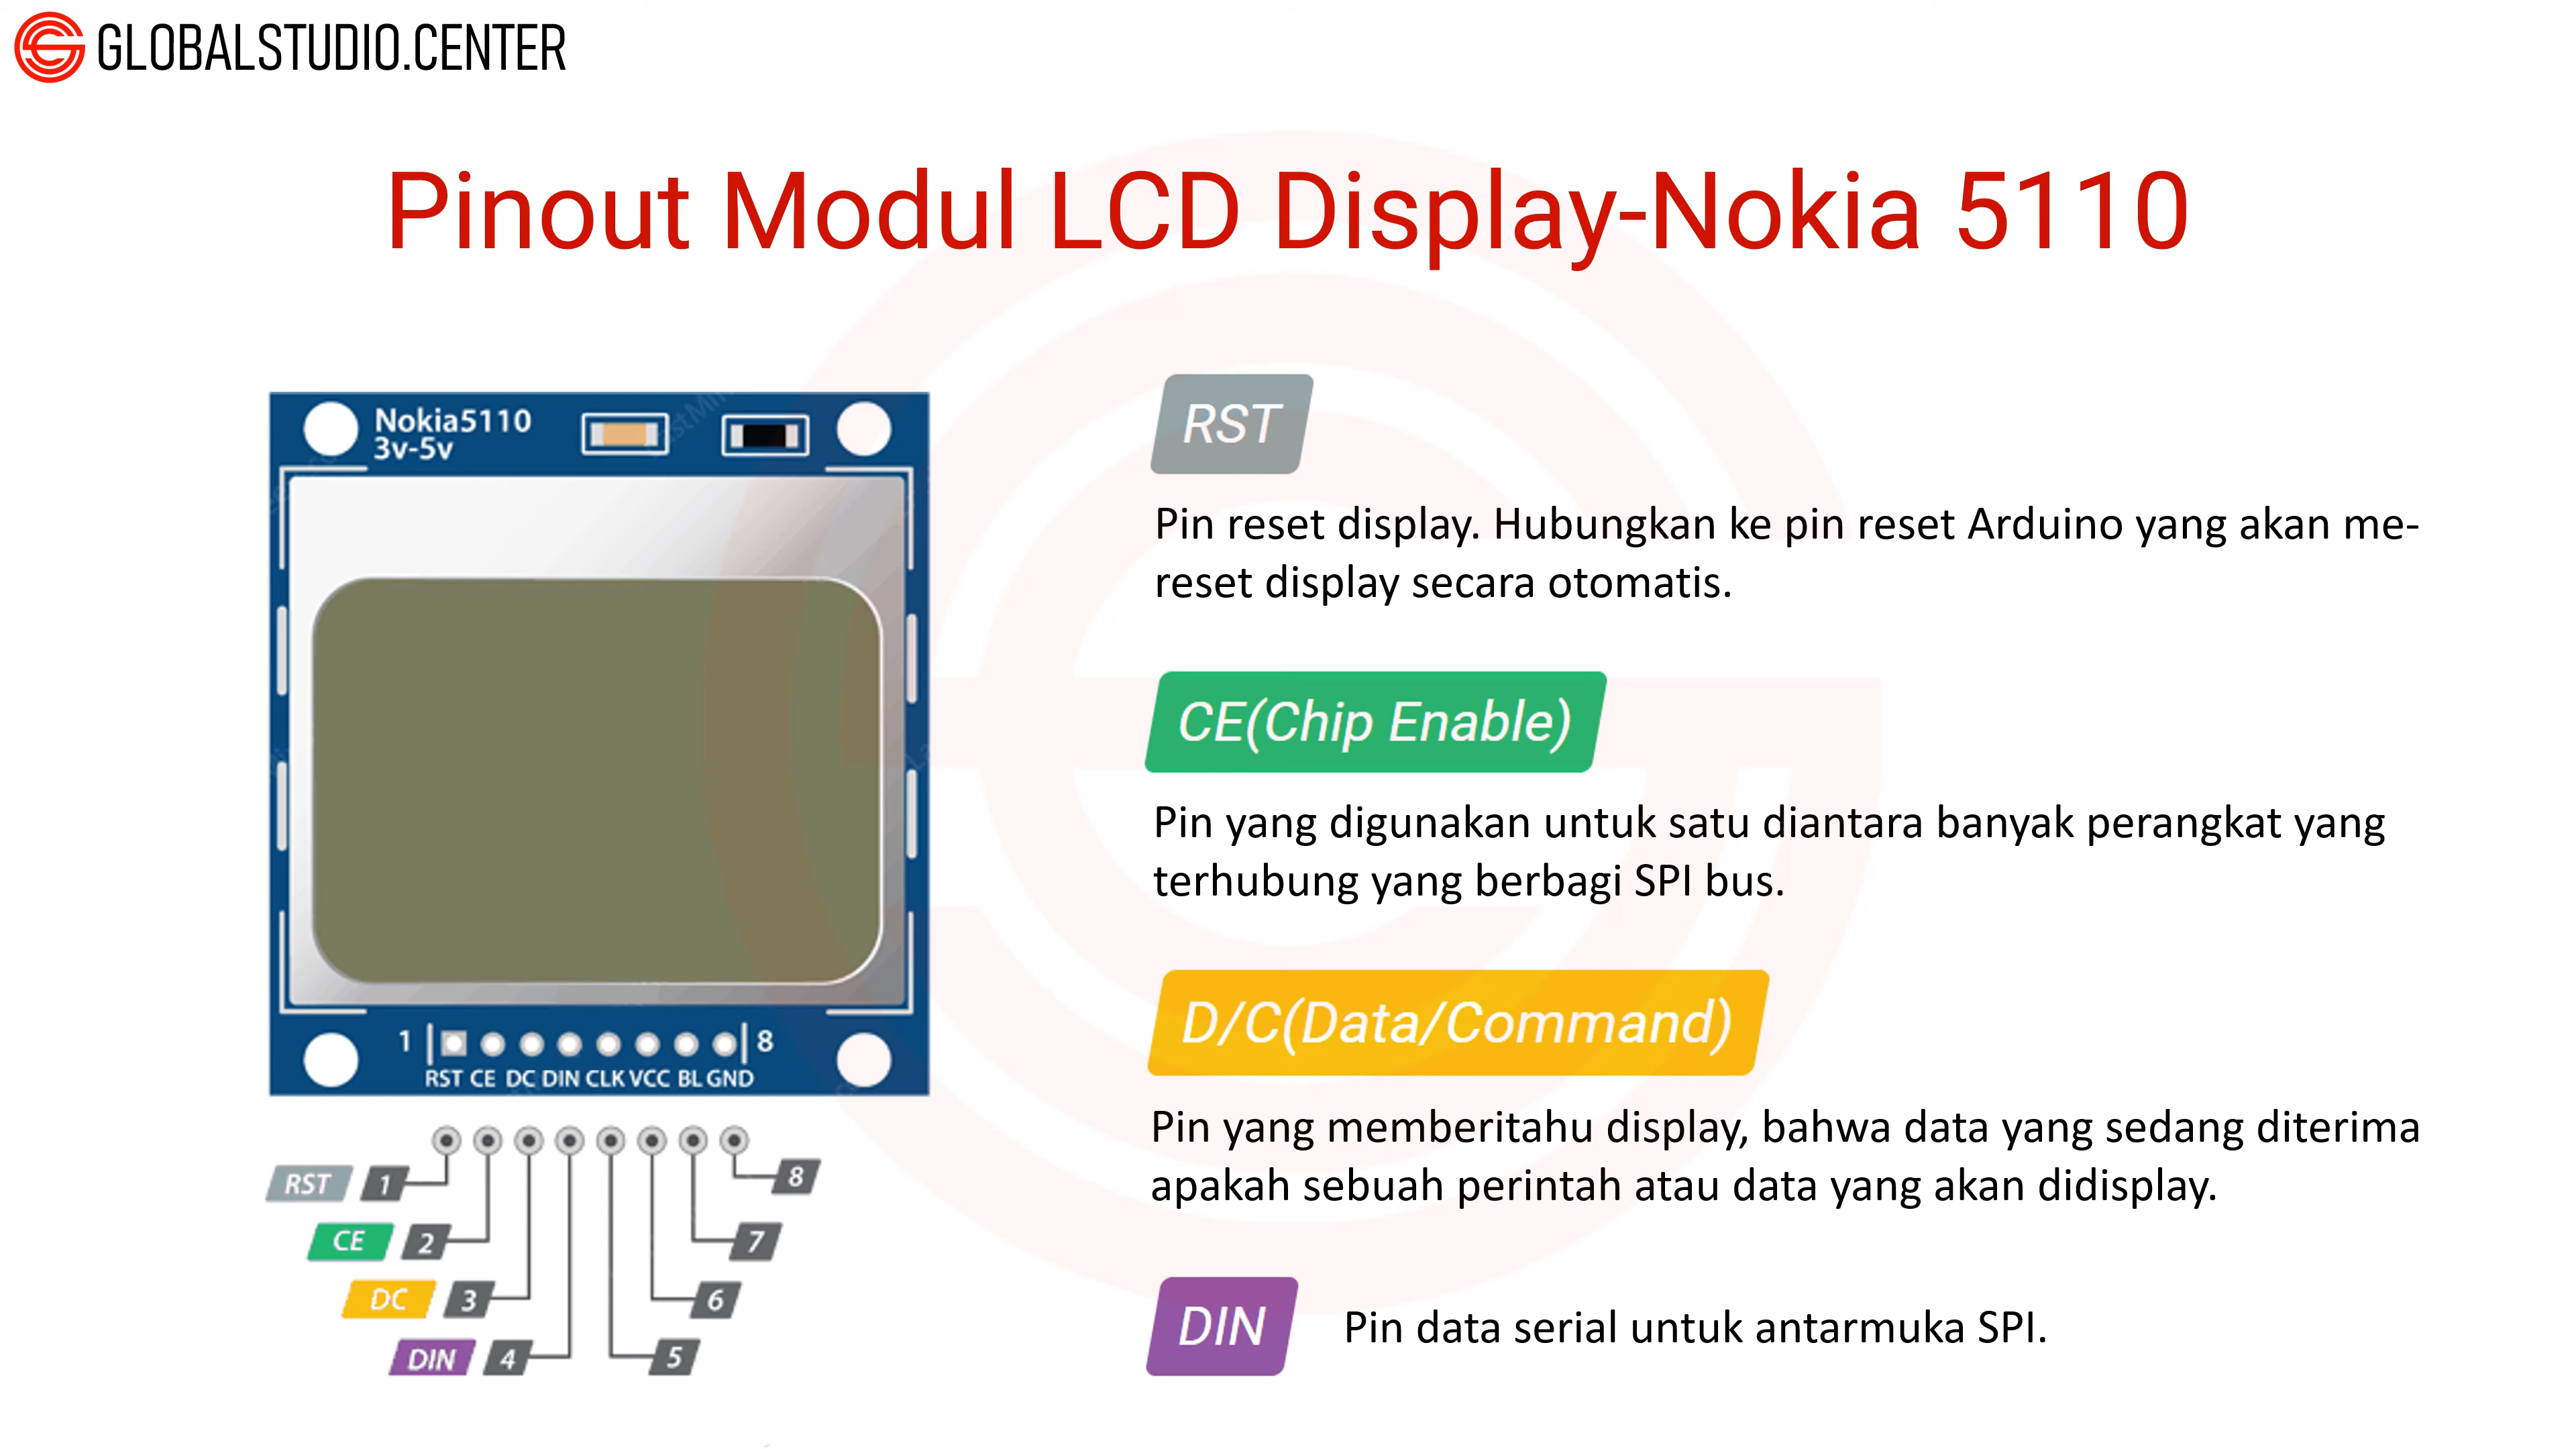 GLOBALSTUDIO.CENTER
Pinout Modul LCD Display-Nokia 5110
Nokia5110
3v-5v
1 8
RST CE DC DIN CLK VCC BL GND
RST 1 8
CE 2 7
DC 3 6
DIN 4 5
RST
Pin reset display. Hubungkan ke pin reset Arduino yang akan me-
reset display secara otomatis.
CE(Chip Enable)
Pin yang digunakan untuk satu diantara banyak perangkat yang
terhubung yang berbagi SPI bus.
D/C(Data/Command)
Pin yang memberitahu display, bahwa data yang sedang diterima
apakah sebuah perintah atau data yang akan didisplay.
DIN
Pin data serial untuk antarmuka SPI.